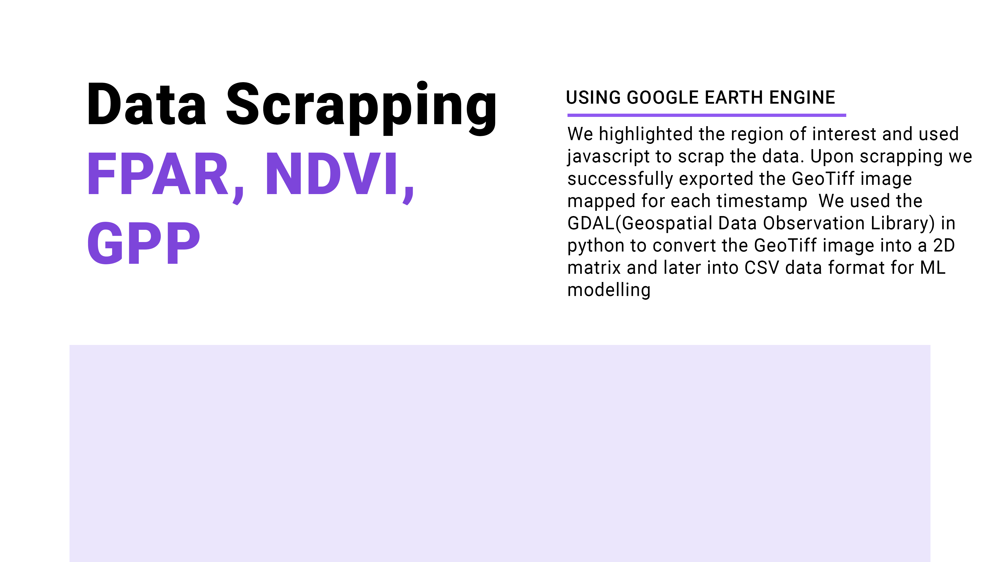 Data Scrapping
FPAR, NDVI,
GPP
USING GOOGLE EARTH ENGINE
We highlighted the region of interest and used
javascript to scrap the data. Upon scrapping we
successfully exported the GeoTiff image
mapped for each timestamp  We used the
GDAL(Geospatial Data Observation Library) in
python to convert the GeoTiff image into a 2D
matrix and later into CSV data format for ML
modelling